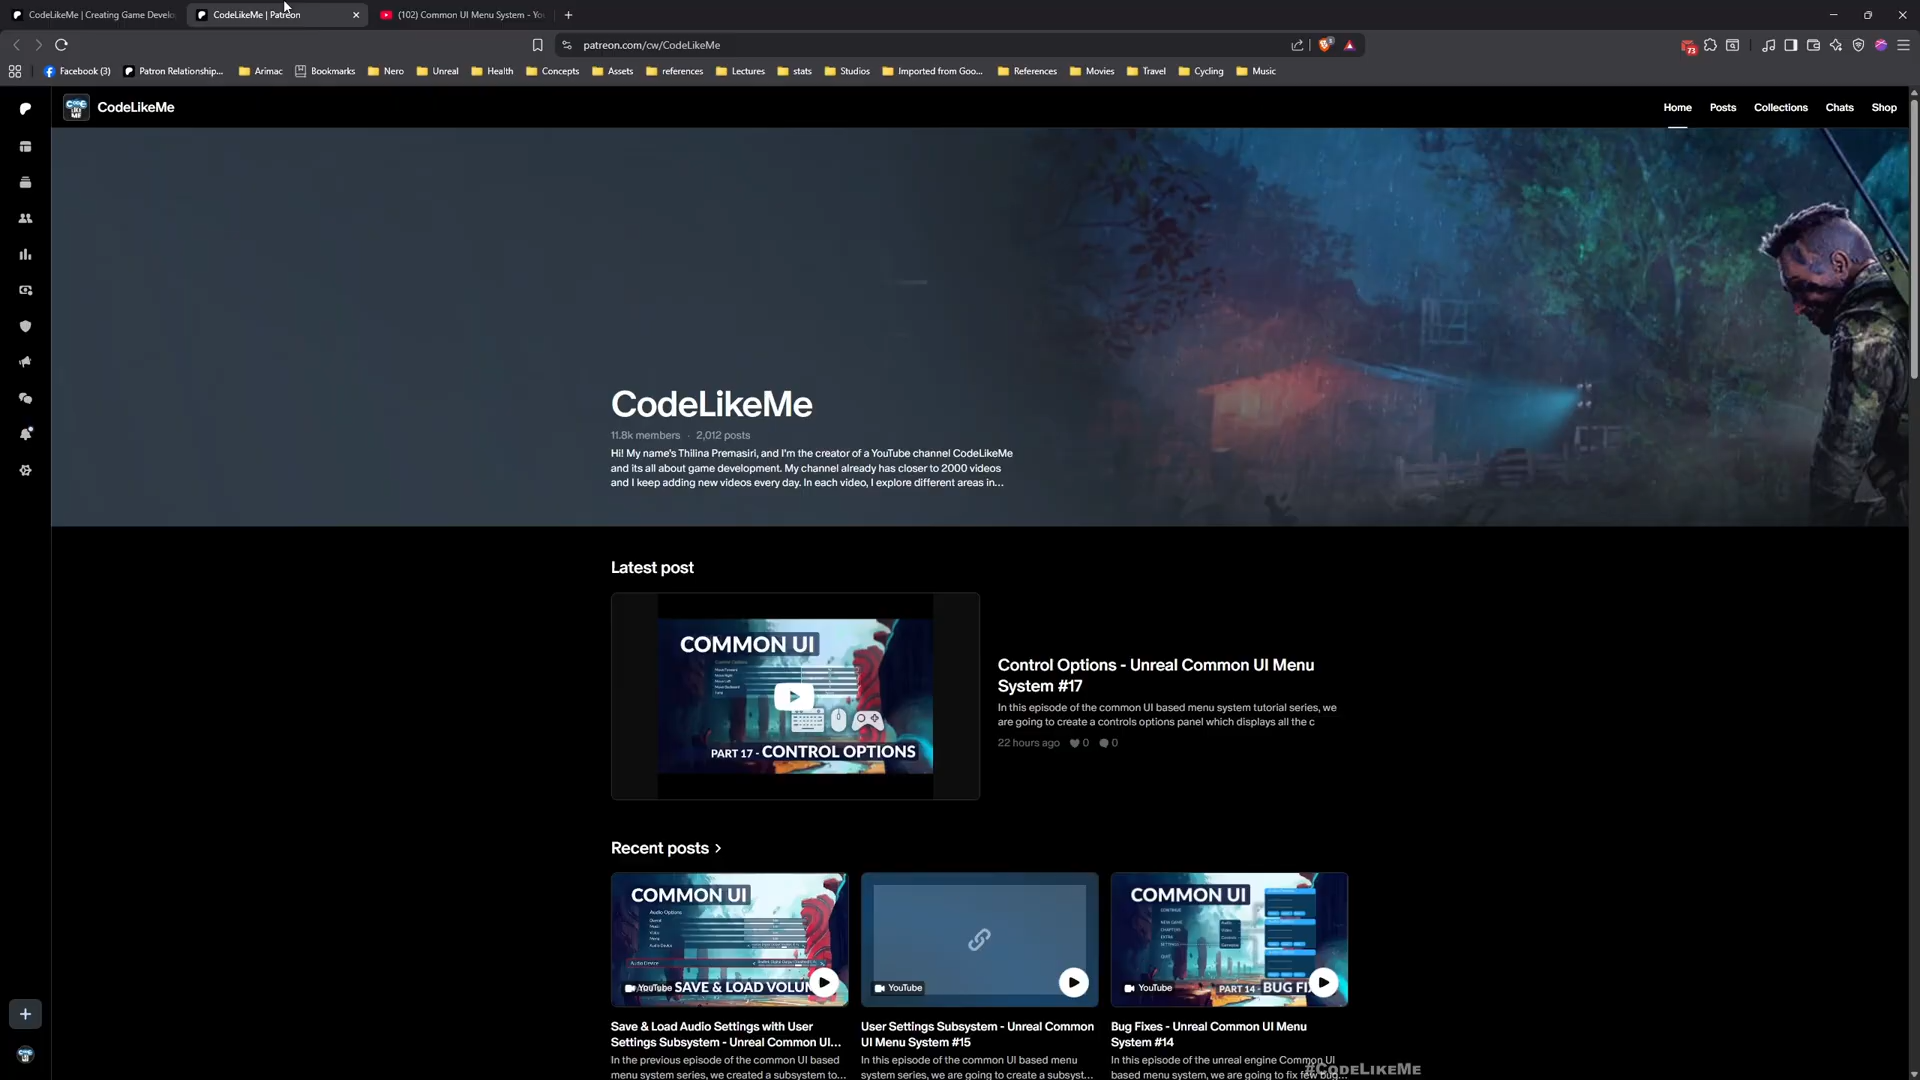 CodeLikeMe | Creating Game Develo
CodeLikeMe | Patreon
(102) Common UI Menu System - Yo
patreon.com/cw/CodeLikeMe
73
Facebook (3)
Patron Relationship...
Arimac
Bookmarks
Nero
Unreal
Health
Concepts
Assets
references
Lectures
stats
Studios
Imported from Goo...
References
Movies
Travel
Cycling
Music
CodeLikeMe
Home
Posts
Collections
Chats
Shop
CodeLikeMe
11.8k members · 2,012 posts
Hi! My name's Thilina Premasiri, and I'm the creator of a YouTube channel CodeLikeMe
and its all about game development. My channel already has closer to 2000 videos
and I keep adding new videos every day. In each video, I explore different areas in...
Latest post
COMMON UI
PART 17 - CONTROL OPTIONS
Control Options - Unreal Common UI Menu
System #17
In this episode of the common UI based menu system tutorial series, we
are going to create a controls options panel which displays all the c
22 hours ago 0 0
Recent posts
COMMON UI
Audio Options
YouTube SAVE & LOAD VOLUM
YouTube
COMMON UI
YouTube PART 14 - BUG FI
Save & Load Audio Settings with User
Settings Subsystem - Unreal Common UI...
User Settings Subsystem - Unreal Common
UI Menu System #15
Bug Fixes - Unreal Common UI Menu
System #14
In the previous episode of the common UI based
menu system series, we created a subsystem to...
In this episode of the common UI based menu
system series, we are going to create a subsyst...
In this episode of the unreal engine Common UI
based menu system, we are going to fix few bug...
#CodeLikeMe